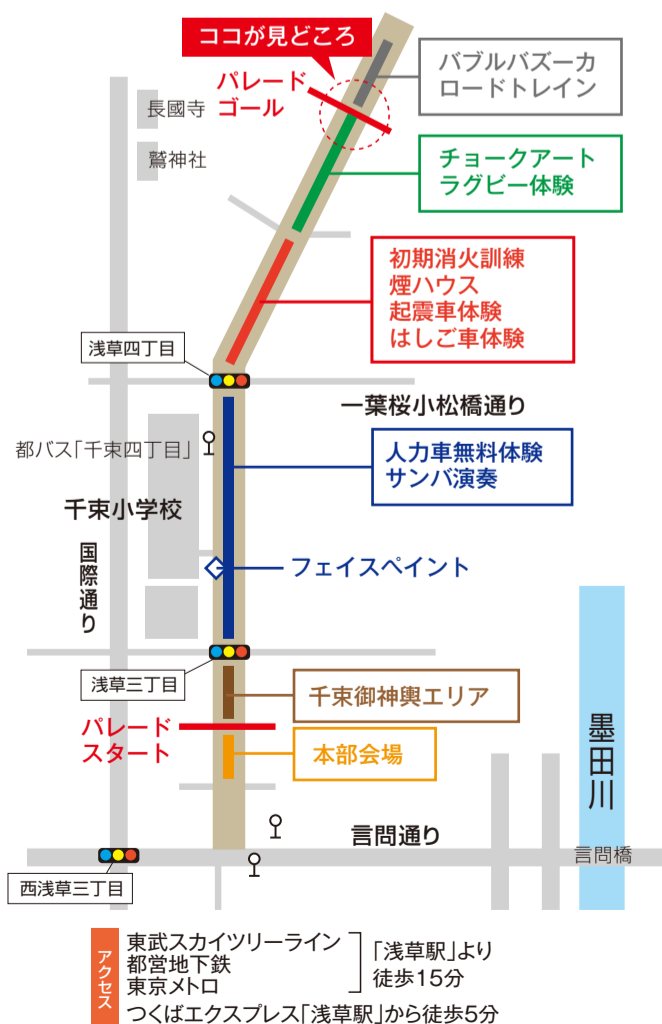 ココが見どころ
パレード
ゴール
バブルバズーカ
ロードトレイン
長國寺
鷲神社
チョークアート
ラグビー体験
初期消火訓練
煙ハウス
起震車体験
はしご車体験
浅草四丁目
一葉桜小松橋通り
都バス「千束四丁目」
人力車無料体験
サンバ演奏
千束小学校
国際通り
フェイスペイント
浅草三丁目
千束御神輿エリア
パレード
スタート
本部会場
墨田川
言問通り
言問橋
西浅草三丁目
アクセス
東武スカイツリーライン
都営地下鉄
東京メトロ
「浅草駅」より
徒歩15分
つくばエクスプレス「浅草駅」から徒歩5分